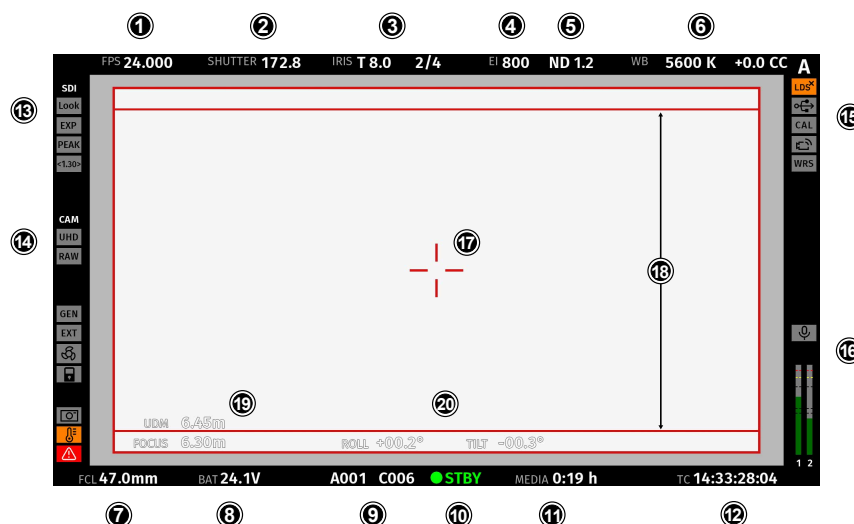 1 2 3 4 5 6
FPS 24.000 SHUTTER 172.8 IRIS T 8.0 2/4 EI 800 ND 1.2 WB 5600 K +0.0 CC A
SDI LDS
13 Look 15
EXP CAL
PEAK
<1.30> WRS
CAM
14 UHD 17
RAW
18
GEN
EXT
16
19 20
UDM 6.45m
FOCUS 6.30m ROLL +00.2° TILT -00.3°
1 2
FCL 47.0mm BAT 24.1V A001 C006 STBY MEDIA 0:19 h TC 14:33:28:04
7 8 9 10 11 12